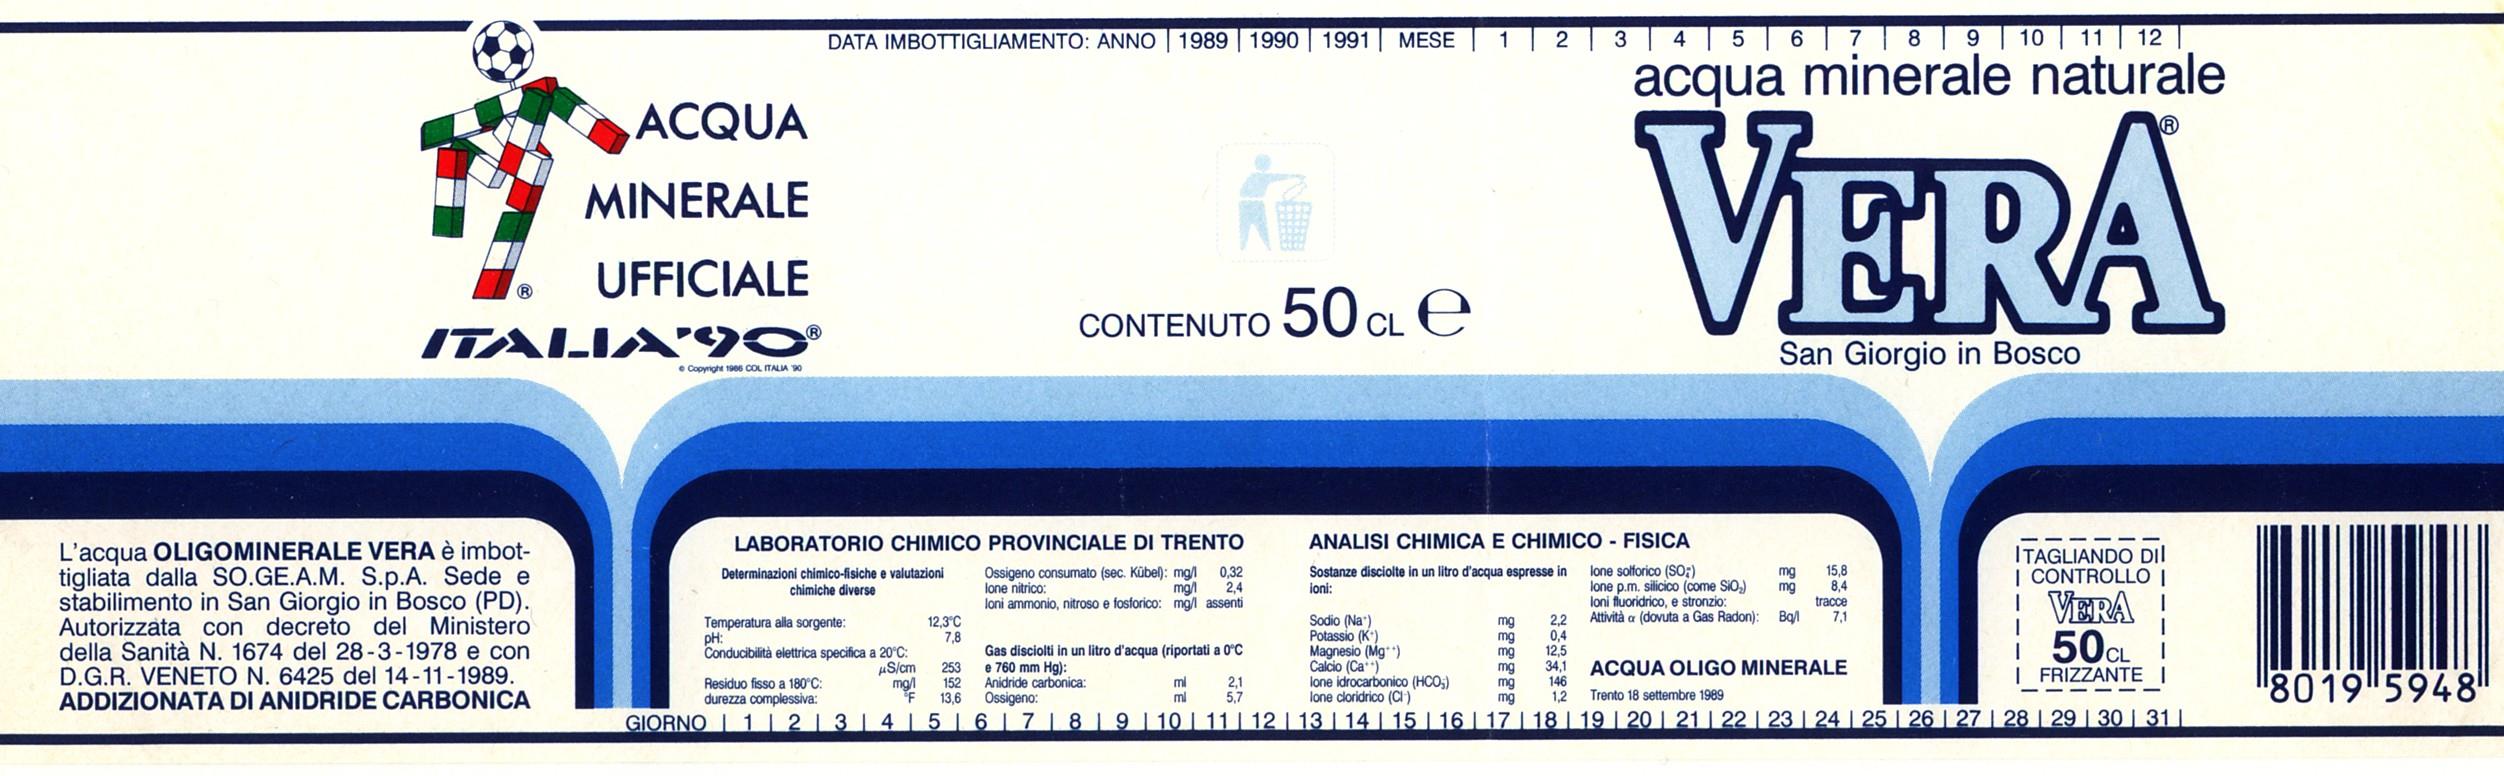 DATA IMBOTTIGLIAMENTO: ANNO | 1989 | 1990 | 1991 | MESE | 1 | 2 | 3 | 4 | 5 | 6 | 7 | 8 | 9 | 10 | 11 | 12 |
ACQUA
MINERALE
UFFICIALE
®
ITALIA'90®
© Copyright 1986 COL ITALIA '90
CONTENUTO 50 CL ℮
acqua minerale naturale
VERA®
San Giorgio in Bosco
L'acqua OLIGOMINERALE VERA è imbot-
tigliata dalla SO.GE.A.M. S.p.A. Sede e
stabilimento in San Giorgio in Bosco (PD).
Autorizzata con decreto del Ministero
della Sanità N. 1674 del 28-3-1978 e con
D.G.R. VENETO N. 6425 del 14-11-1989.
ADDIZIONATA DI ANIDRIDE CARBONICA
LABORATORIO CHIMICO PROVINCIALE DI TRENTO
Determinazioni chimico-fisiche e valutazioni
chimiche diverse
Temperatura alla sorgente: 12,3°C
pH: 7,8
Conducibilità elettrica specifica a 20°C:
µS/cm 253
Residuo fisso a 180°C: mg/l 152
durezza complessiva: °F 13,6
Ossigeno consumato (sec. Kübel): mg/l 0,32
Ione nitrico: mg/l 2,4
Ioni ammonio, nitroso e fosforico: mg/l assenti
Gas disciolti in un litro d'acqua (riportati a 0°C
e 760 mm Hg):
Anidride carbonica: ml 2,1
Ossigeno: ml 5,7
ANALISI CHIMICA E CHIMICO - FISICA
Sostanze disciolte in un litro d'acqua espresse in
ioni:
Sodio (Na⁺) mg 2,2
Potassio (K⁺) mg 0,4
Magnesio (Mg⁺⁺) mg 12,5
Calcio (Ca⁺⁺) mg 34,1
Ione idrocarbonico (HCO₃⁻) mg 146
Ione cloridrico (Cl⁻) mg 1,2
Ione solforico (SO₄⁻) mg 15,8
Ione p.m. silicico (come SiO₂) mg 8,4
Ioni fluoridrico, e stronzio: tracce
Attività α (dovuta a Gas Radon): Bq/l 7,1
ACQUA OLIGO MINERALE
Trento 18 settembre 1989
TAGLIANDO DI
CONTROLLO
VERA
50 CL
FRIZZANTE
8019 5948
GIORNO | 1 | 2 | 3 | 4 | 5 | 6 | 7 | 8 | 9 | 10 | 11 | 12 | 13 | 14 | 15 | 16 | 17 | 18 | 19 | 20 | 21 | 22 | 23 | 24 | 25 | 26 | 27 | 28 | 29 | 30 | 31 |